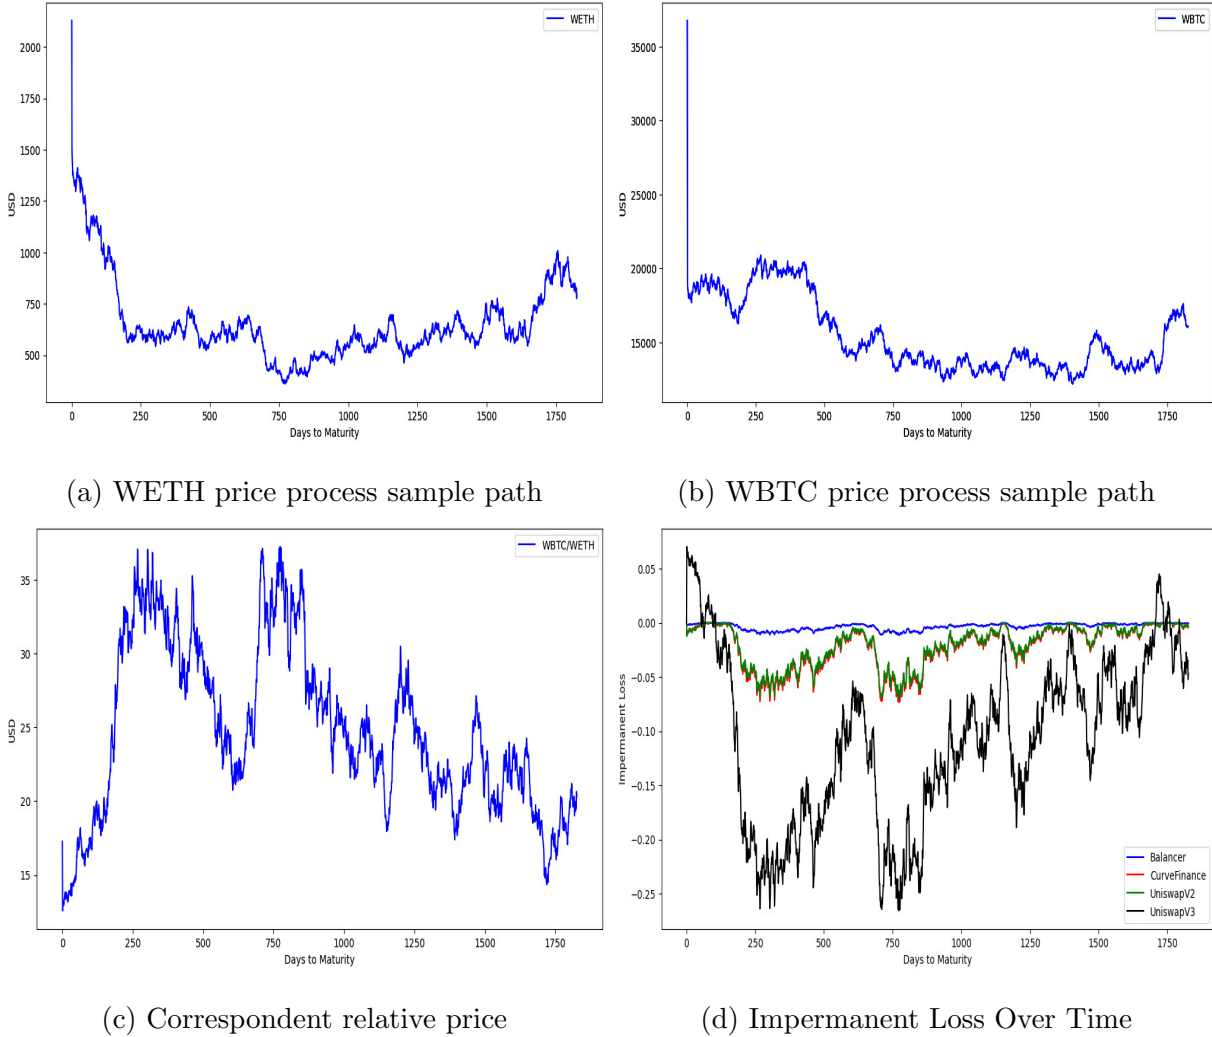 WETH
2000
1750
1500
1250
1000
750
500
USD
0 250 500 750 1000 1250 1500 1750
Days to Maturity
(a) WETH price process sample path
WBTC
35000
30000
25000
20000
15000
USD
0 250 500 750 1000 1250 1500 1750
Days to Maturity
(b) WBTC price process sample path
WBTC/WETH
35
30
25
20
15
USD
0 250 500 750 1000 1250 1500 1750
Days to Maturity
(c) Correspondent relative price
0.05
0.00
−0.05
−0.10
−0.15
−0.20
−0.25
Impermanent Loss
Balancer
CurveFinance
UniswapV2
UniswapV3
0 250 500 750 1000 1250 1500 1750
Days to Maturity
(d) Impermanent Loss Over Time